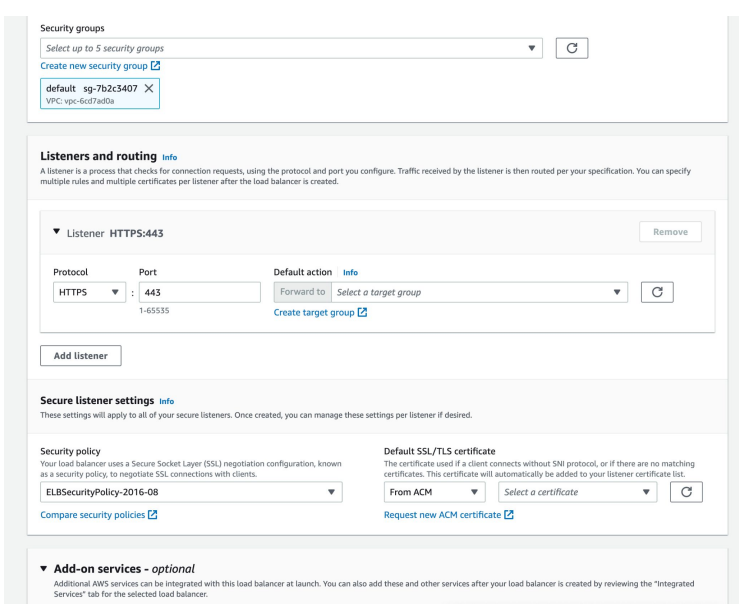 Security groups
Select up to 5 security groups
Create new security group
default sg-7b2c3407
VPC: vpc-6cd7ad0a
Listeners and routing Info
A listener is a process that checks for connection requests, using the protocol and port you configure. Traffic received by the listener is then routed per your specification. You can specify
multiple rules and multiple certificates per listener after the load balancer is created.
Listener HTTPS:443
Remove
Protocol Port Default action Info
HTTPS : 443 Forward to Select a target group
1-65535 Create target group
Add listener
Secure listener settings Info
These settings will apply to all of your secure listeners. Once created, you can manage these settings per listener if desired.
Security policy
Your load balancer uses a Secure Socket Layer (SSL) negotiation configuration, known
as a security policy, to negotiate SSL connections with clients.
ELBSecurityPolicy-2016-08
Compare security policies
Default SSL/TLS certificate
The certificate used if a client connects without SNI protocol, or if there are no matching
certificates. This certificate will automatically be added to your listener certificate list.
From ACM Select a certificate
Request new ACM certificate
Add-on services - optional
Additional AWS services can be integrated with this load balancer at launch. You can also add these and other services after your load balancer is created by reviewing the "Integrated
Services" tab for the selected load balancer.